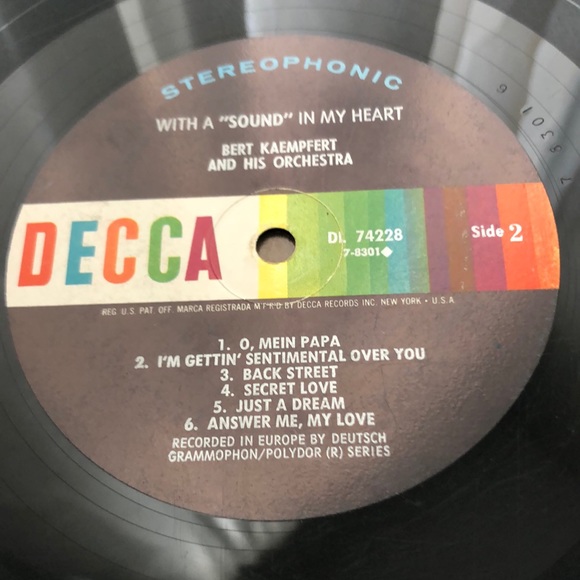 STEREOPHONIC
WITH A "SOUND" IN MY HEART
BERT KAEMPFERT
AND HIS ORCHESTRA
DECCA
DL 74228
7-8301◆
Side 2
REG. U.S. PAT. OFF. MARCA REGISTRADA MFR'D BY DECCA RECORDS INC. NEW YORK • U.S.A.
1. O, MEIN PAPA
2. I'M GETTIN' SENTIMENTAL OVER YOU
3. BACK STREET
4. SECRET LOVE
5. JUST A DREAM
6. ANSWER ME, MY LOVE
RECORDED IN EUROPE BY DEUTSCH
GRAMMOPHON/POLYDOR (R) SERIES